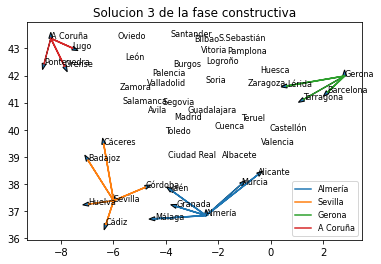 Solucion 3 de la fase constructiva
43
42
41
40
39
38
37
36
−8
−6
−4
−2
0
2
A Coruña
Lugo
Oviedo
Santander
Bilbao
S.Sebastián
Pontevedra
Orense
León
Burgos
Vitoria
Pamplona
Logroño
Palencia
Valladolid
Soria
Huesca
Zaragoza
Lérida
Gerona
Barcelona
Tarragona
Zamora
Salamanca
Segovia
Avila
Guadalajara
Madrid
Teruel
Toledo
Cuenca
Castellón
Cáceres
Valencia
Badajoz
Ciudad Real
Albacete
Alicante
Córdoba
Jaén
Murcia
Huelva
Sevilla
Granada
Cádiz
Málaga
Almería
Almería
Sevilla
Gerona
A Coruña